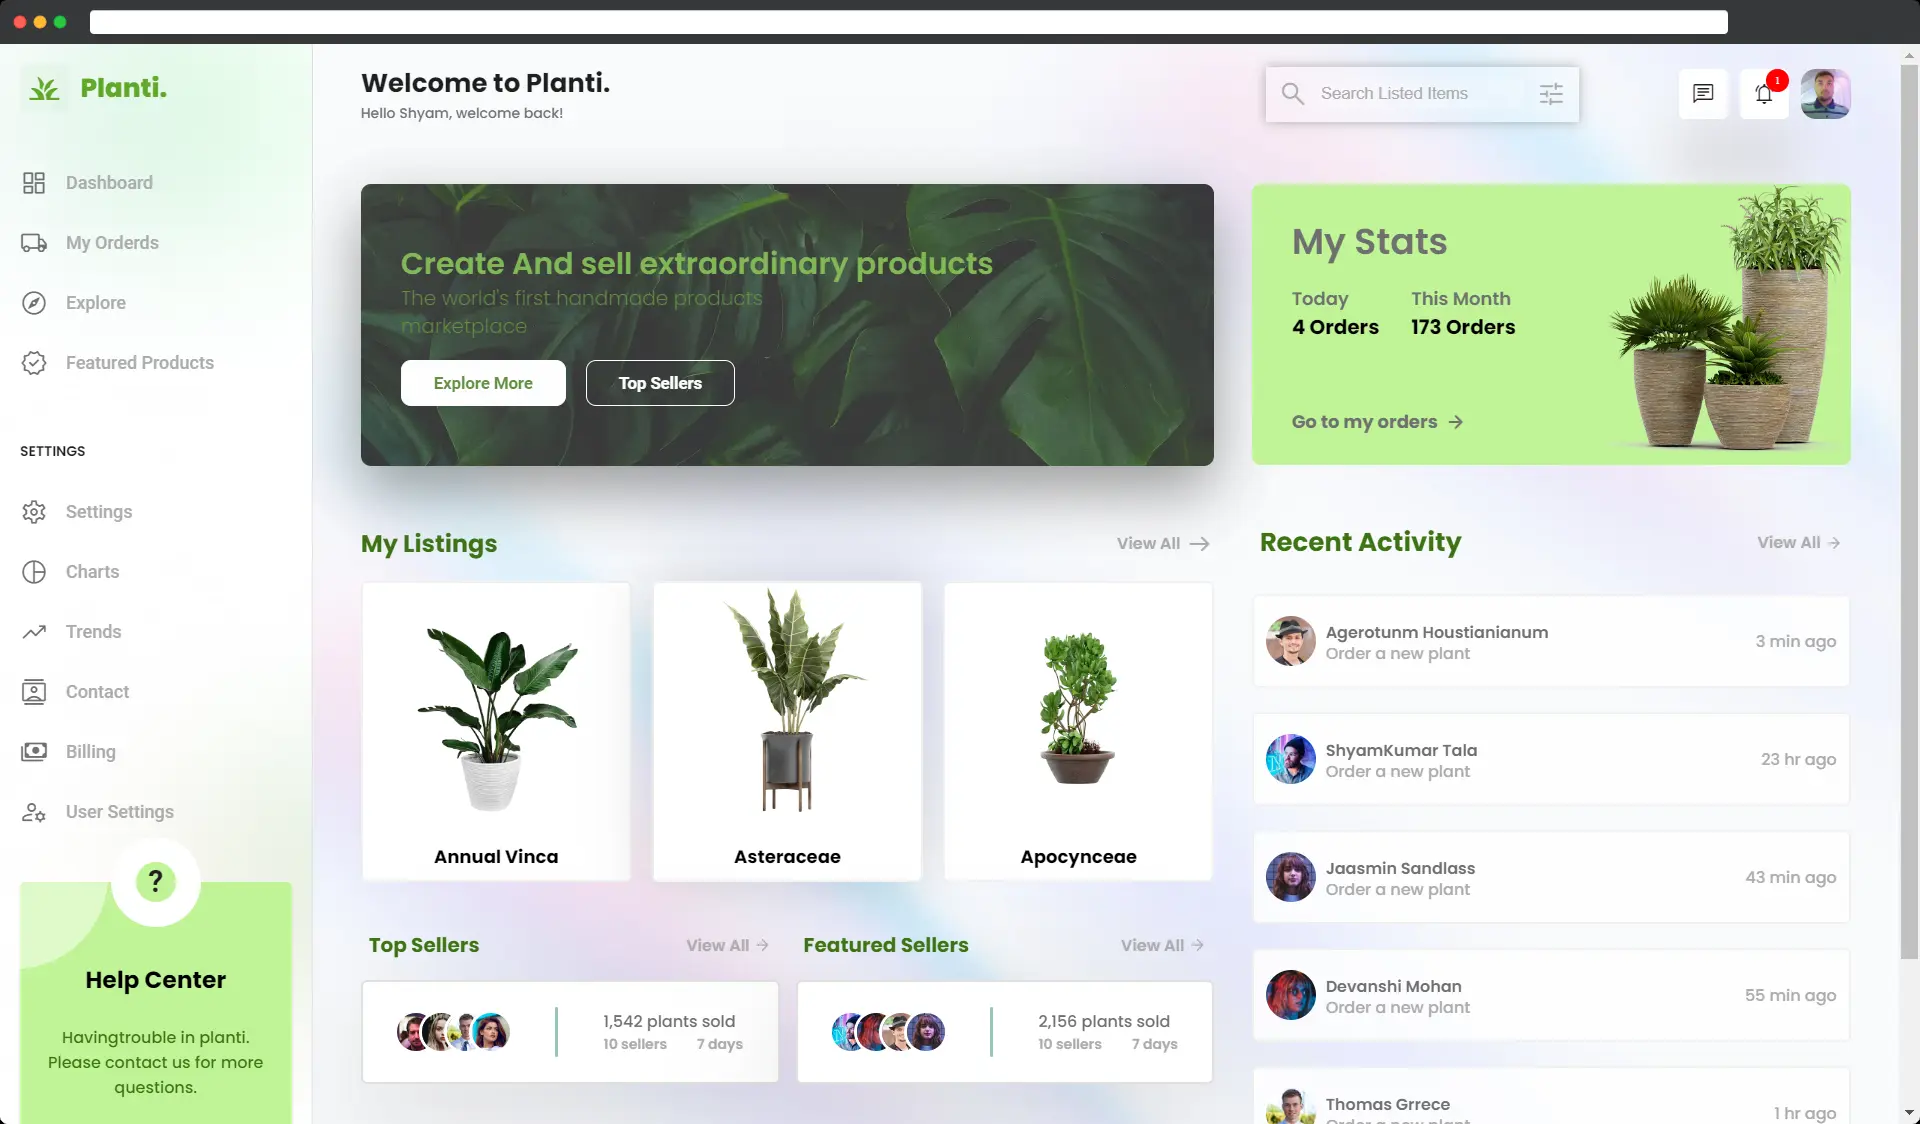 Planti.
Dashboard
My Orderds
Explore
Featured Products
SETTINGS
Settings
Charts
Trends
Contact
Billing
User Settings
?
Help Center
Havingtrouble in planti.
Please contact us for more
questions.
Welcome to Planti.
Hello Shyam, welcome back!
Search Listed Items
1
Create And sell extraordinary products
The world's first handmade products
marketplace
Explore More
Top Sellers
My Stats
Today
4 Orders
This Month
173 Orders
Go to my orders
My Listings
View All
Annual Vinca
Asteraceae
Apocynceae
Top Sellers
View All
1,542 plants sold
10 sellers 7 days
Featured Sellers
View All
2,156 plants sold
10 sellers 7 days
Recent Activity
View All
Agerotunm Houstianianum
Order a new plant
3 min ago
ShyamKumar Tala
Order a new plant
23 hr ago
Jaasmin Sandlass
Order a new plant
43 min ago
Devanshi Mohan
Order a new plant
55 min ago
Thomas Grrece
Order a new plant
1 hr ago